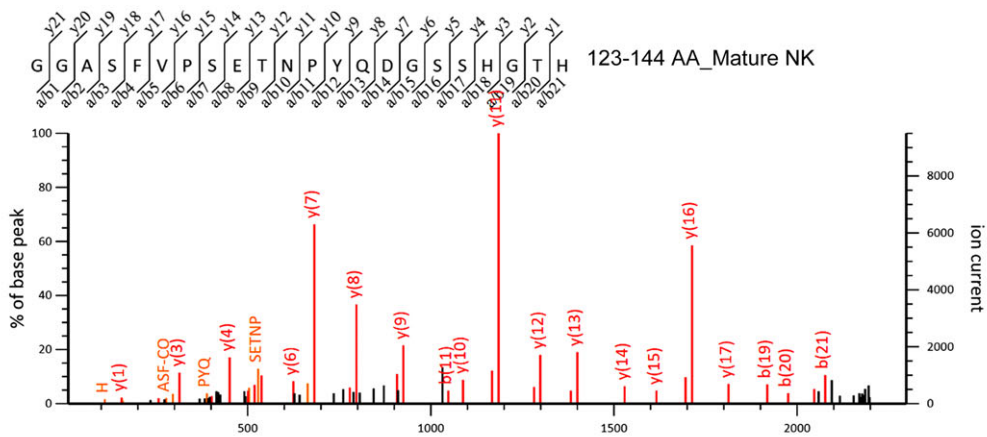 y21 y20 y19 y18 y17 y16 y15 y14 y13 y12 y11 y10 y9 y8 y7 y6 y5 y4 y3 y2 y1
G G A S F V P S E T N P Y Q D G S S H G T H
123-144 AA_Mature NK
a/b1 a/b2 a/b3 a/b4 a/b5 a/b6 a/b7 a/b8 a/b9 a/b10 a/b11 a/b12 a/b13 a/b14 a/b15 a/b16 a/b17 a/b18 a/b19 a/b20 a/b21
y(11)
100
80
60
40
20
0
% of base peak
8000
6000
4000
2000
0
ion current
H
y(1)
ASF-CO
y(3)
PYQ
y(4)
SETNP
y(6)
y(7)
y(8)
y(9)
b(11)
y(10)
y(12)
y(13)
y(14)
y(15)
y(16)
y(17)
b(19)
b(20)
b(21)
500 1000 1500 2000